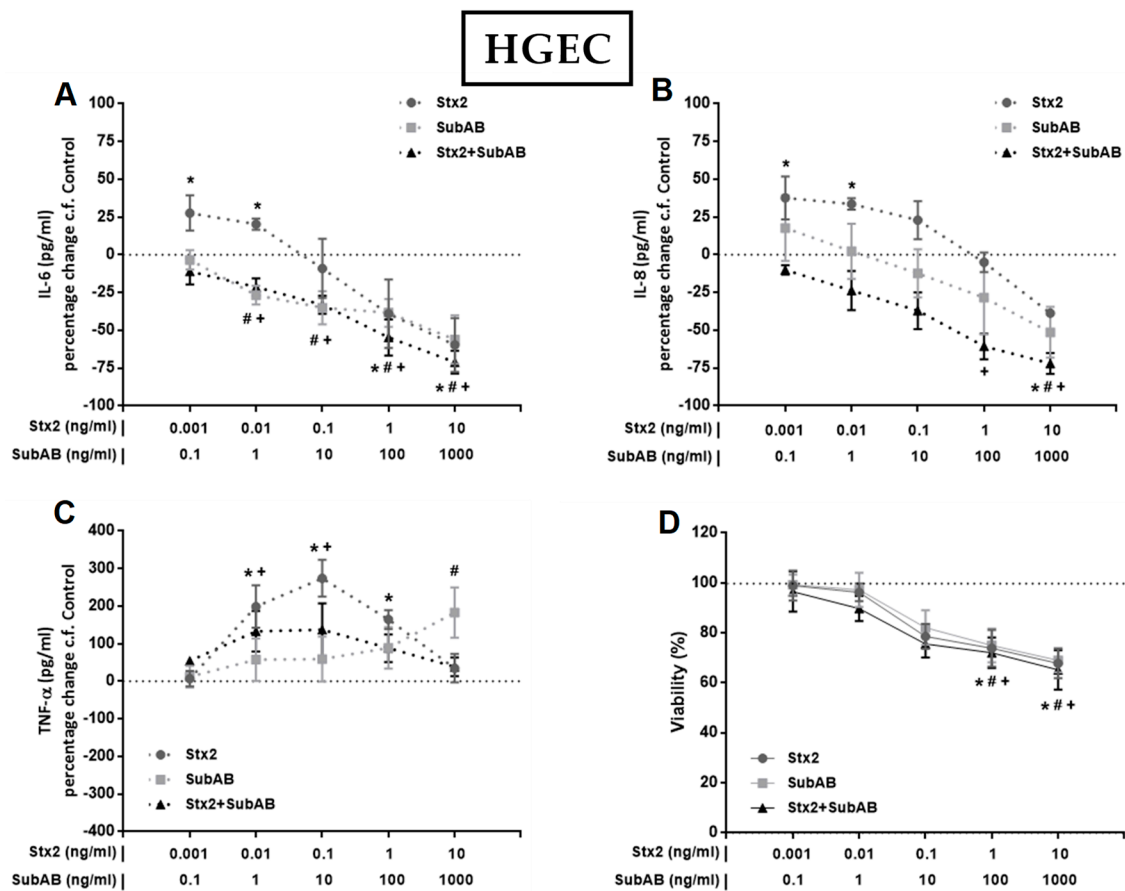 HGEC
A
IL-6 (pg/ml)
percentage change c.f. Control
100
75
50
25
0
-25
-50
-75
-100
Stx2
SubAB
Stx2+SubAB
*
*
# +
# +
* # +
* # +
Stx2 (ng/ml) | 0.001 0.01 0.1 1 10
SubAB (ng/ml) | 0.1 1 10 100 1000
B
IL-8 (pg/ml)
percentage change c.f. Control
100
75
50
25
0
-25
-50
-75
-100
Stx2
SubAB
Stx2+SubAB
*
*
+
* # +
Stx2 (ng/ml) | 0.001 0.01 0.1 1 10
SubAB (ng/ml) | 0.1 1 10 100 1000
C
TNF-α (pg/ml)
percentage change c.f. Control
400
300
200
100
0
-100
-200
-300
-400
* +
* +
*
#
Stx2
SubAB
Stx2+SubAB
Stx2 (ng/ml) | 0.001 0.01 0.1 1 10
SubAB (ng/ml) | 0.1 1 10 100 1000
D
Viability (%)
120
100
80
60
40
20
0
* # +
* # +
Stx2
SubAB
Stx2+SubAB
Stx2 (ng/ml) | 0.001 0.01 0.1 1 10
SubAB (ng/ml) | 0.1 1 10 100 1000